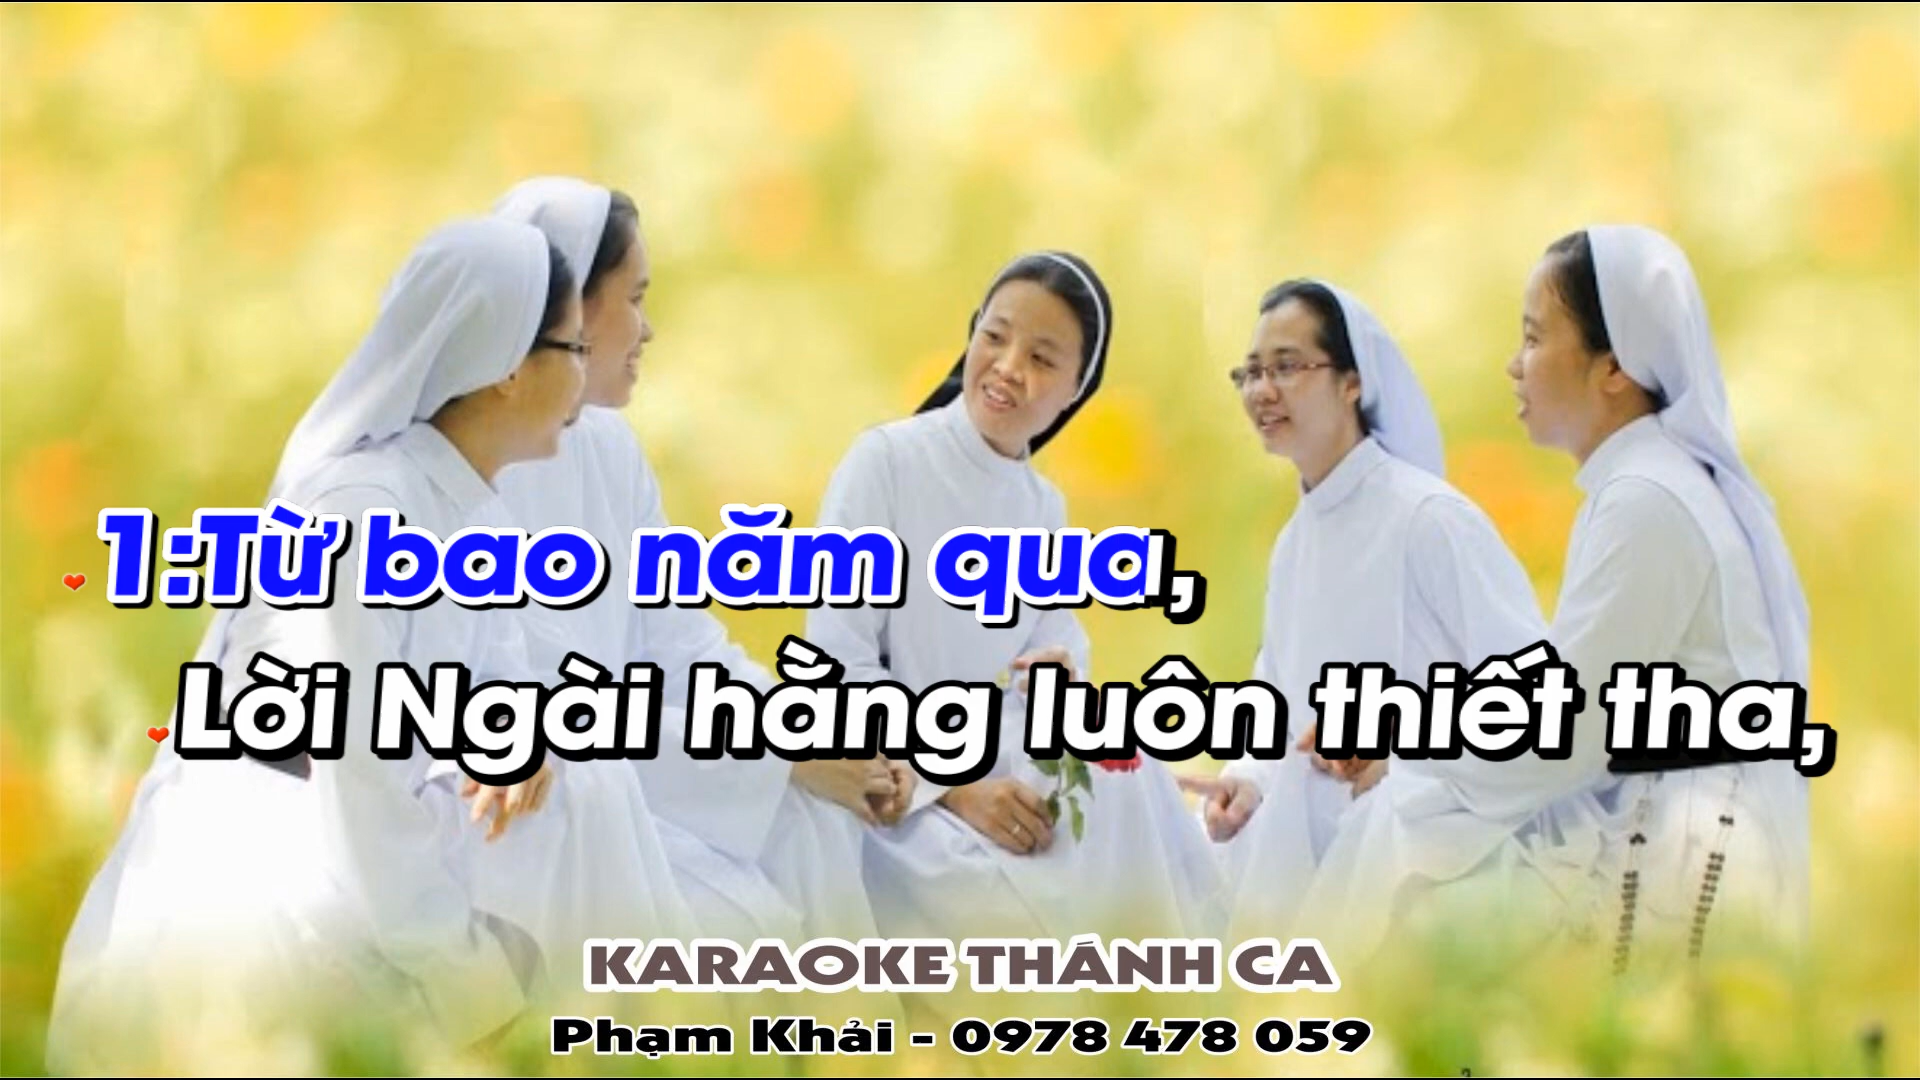 1:Từ bao năm qua,
Lời Ngài hằng luôn thiết tha,
KARAOKE THÁNH CA
Phạm Khải - 0978 478 059